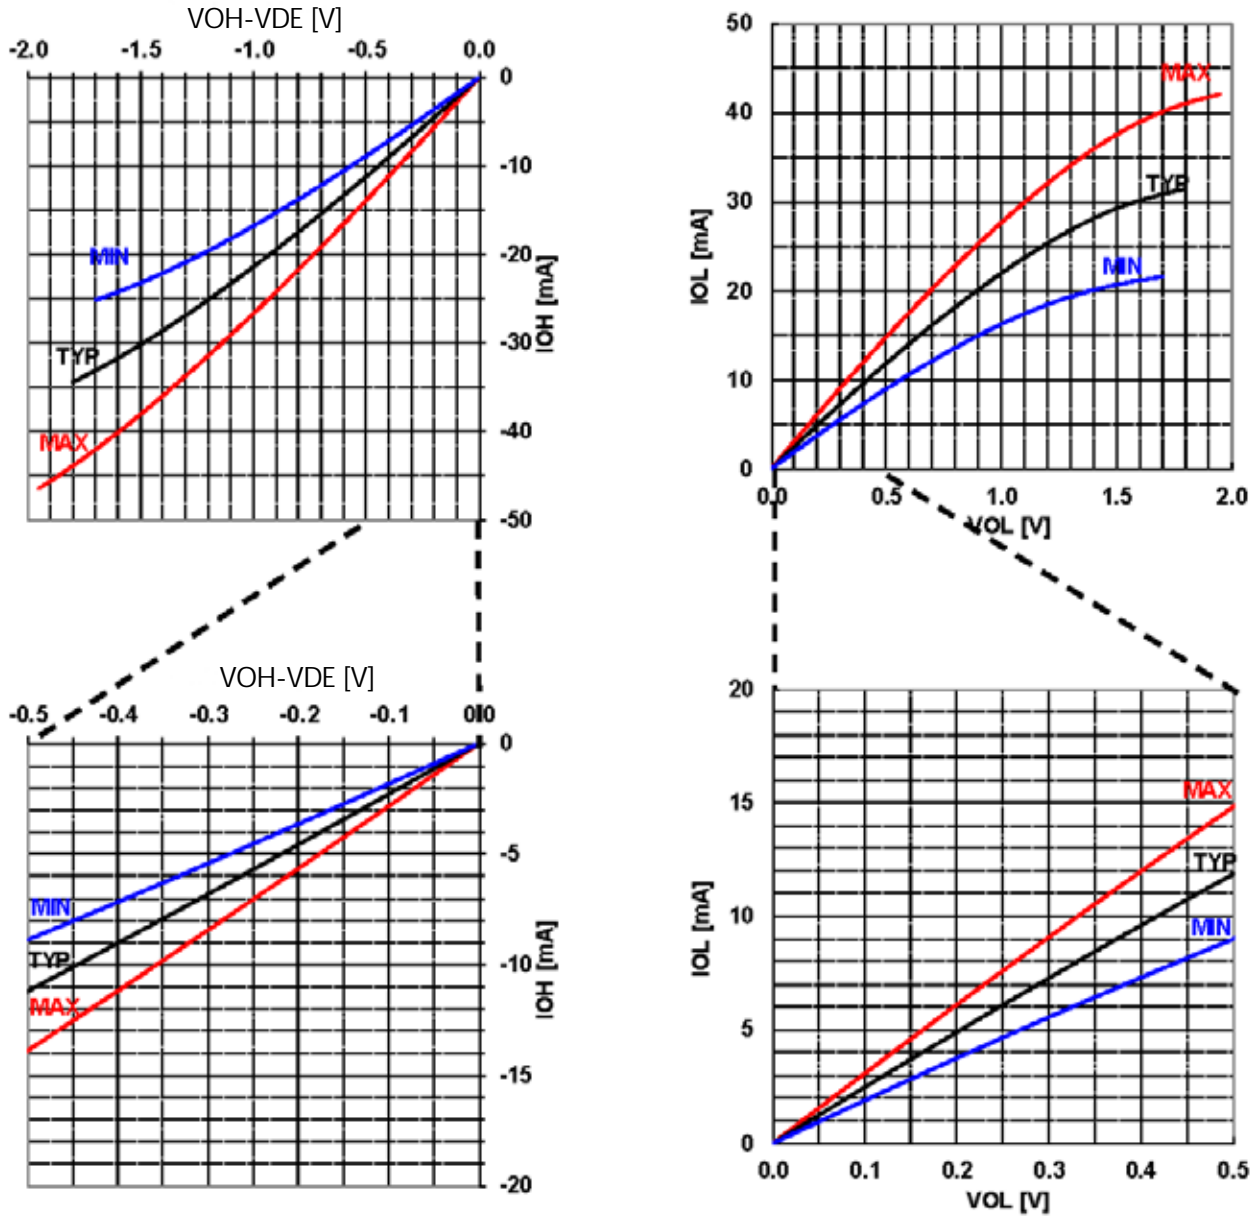 VOH-VDE [V]
-2.0 -1.5 -1.0 -0.5 0.0
0
-10
-20
-30
-40
-50
IOH [mA]
MIN
TYP
MAX
50
40
30
20
10
0
IOL [mA]
MAX
TYP
MIN
0.0 0.5 1.0 1.5 2.0
VOL [V]
VOH-VDE [V]
-0.5 -0.4 -0.3 -0.2 -0.1 0.0
0
-5
-10
-15
-20
IOH [mA]
MIN
TYP
MAX
20
15
10
5
0
IOL [mA]
MAX
TYP
MIN
0.0 0.1 0.2 0.3 0.4 0.5
VOL [V]